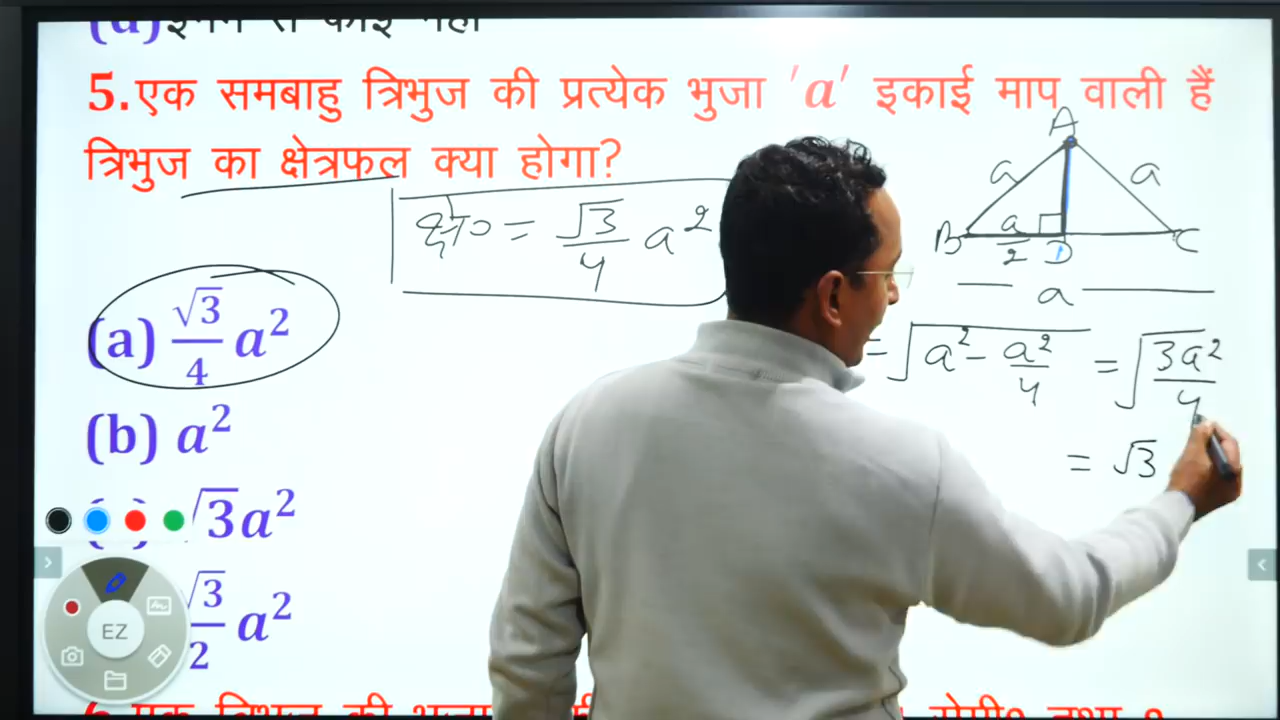 5.एक समबाहु त्रिभुज की प्रत्येक भुजा 'a' इकाई माप वाली हैं
त्रिभुज का क्षेत्रफल क्या होगा?
क्षे० = √3/4 a²
(a) √3/4 a²
(b) a²
√3a²
√3/2 a²
A
a a
B a/2 D C
a
= √(a² - a²/4) = √(3a²/4)
= √3
EZ